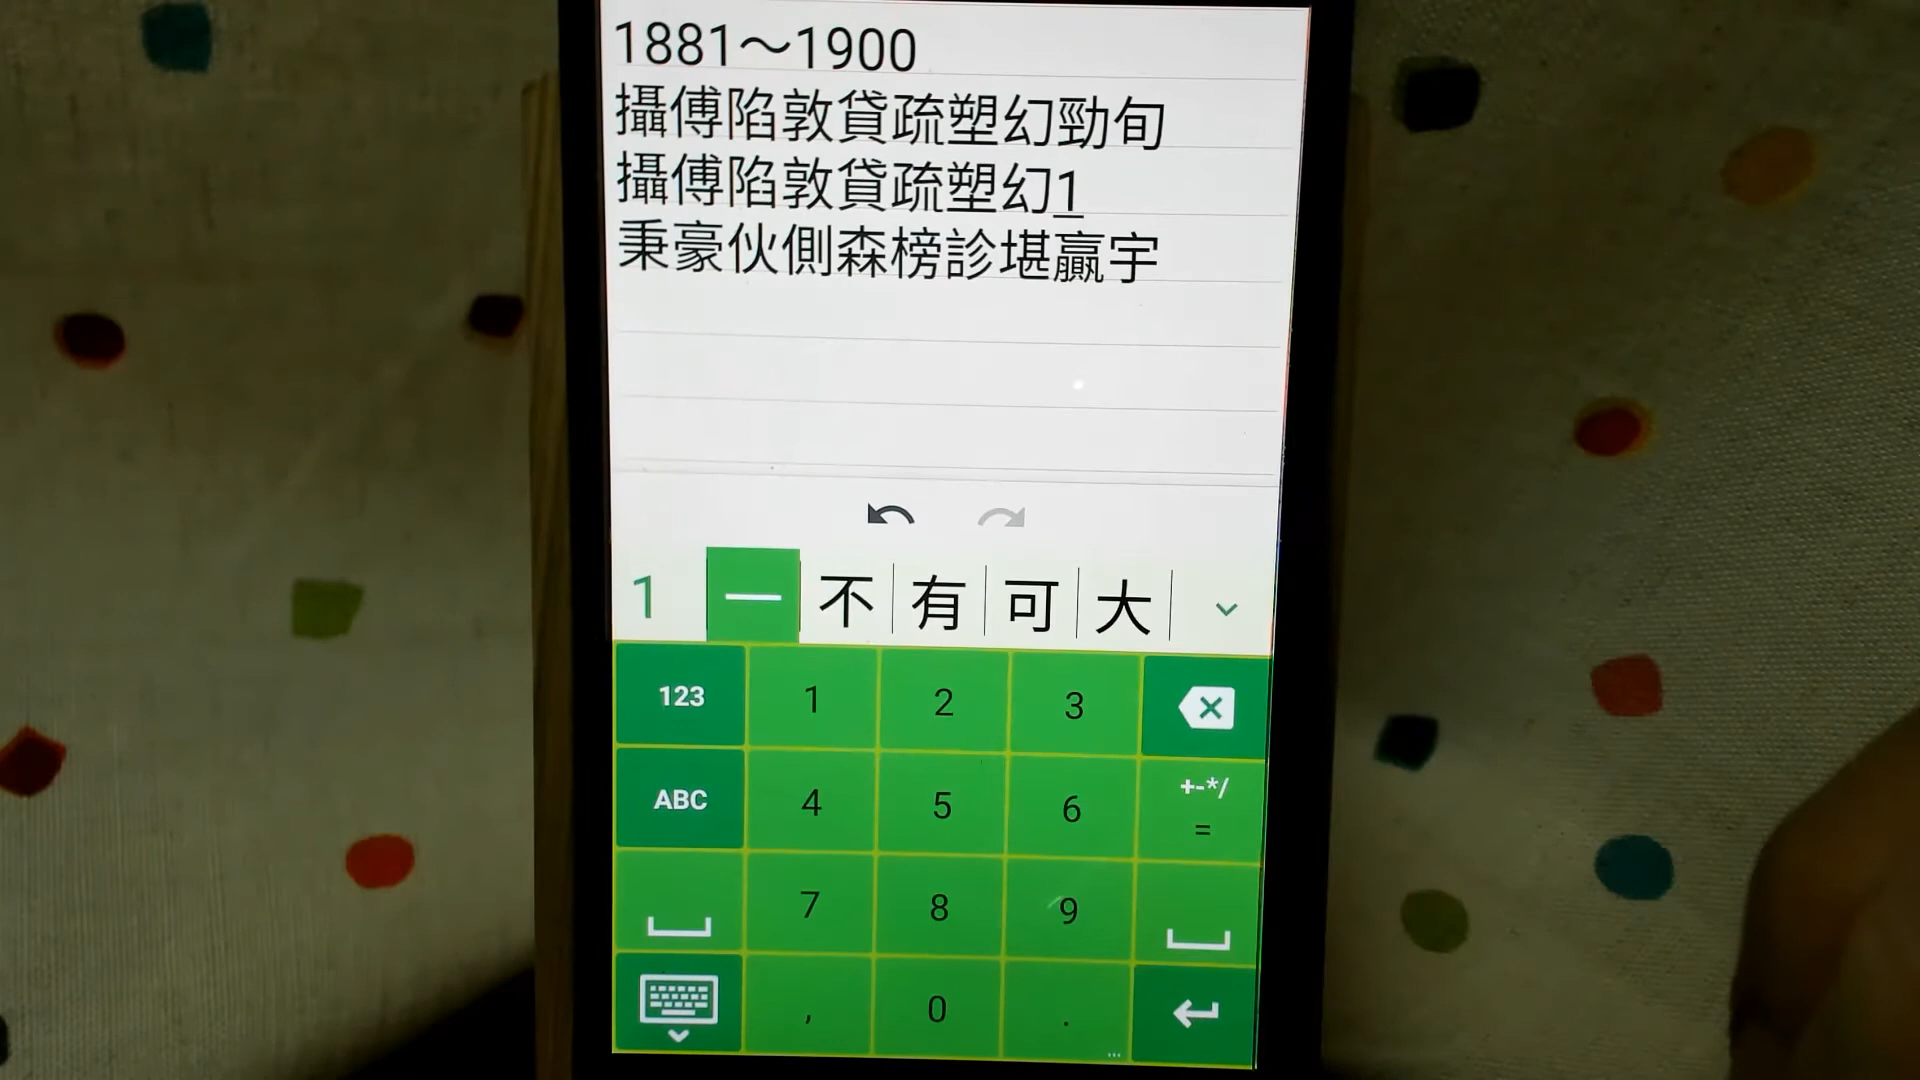 1881～1900
攝傅陷敦貸疏塑幻勁旬
攝傅陷敦貸疏塑幻1
秉豪伙側森榜診堪贏宇
1 一 不 有 可 大
123 1 2 3
ABC 4 5 6 +-*/ =
7 8 9
, 0 . ...